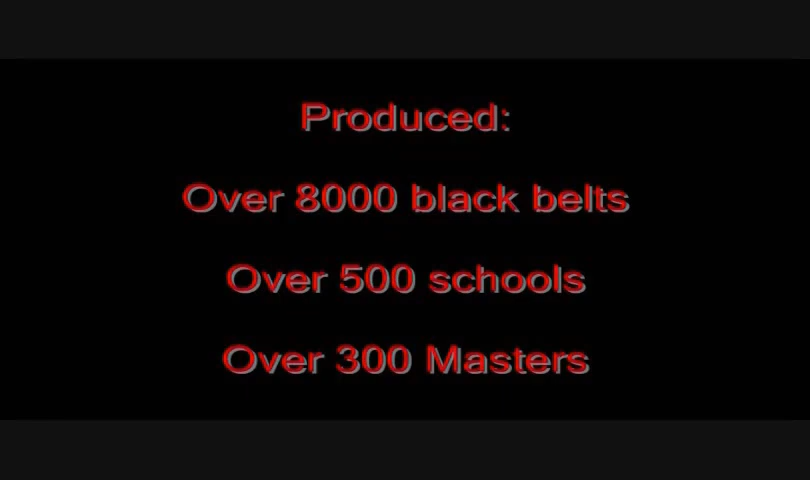 Produced:
Over 8000 black belts
Over 500 schools
Over 300 Masters